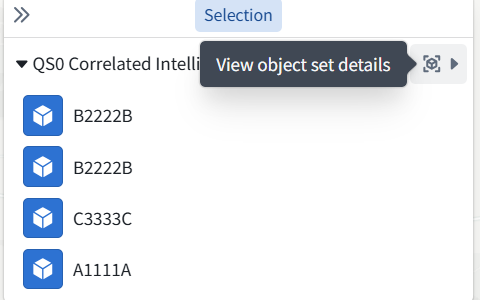 Selection
QS0 Correlated Intelli
View object set details
B2222B
B2222B
C3333C
A1111A